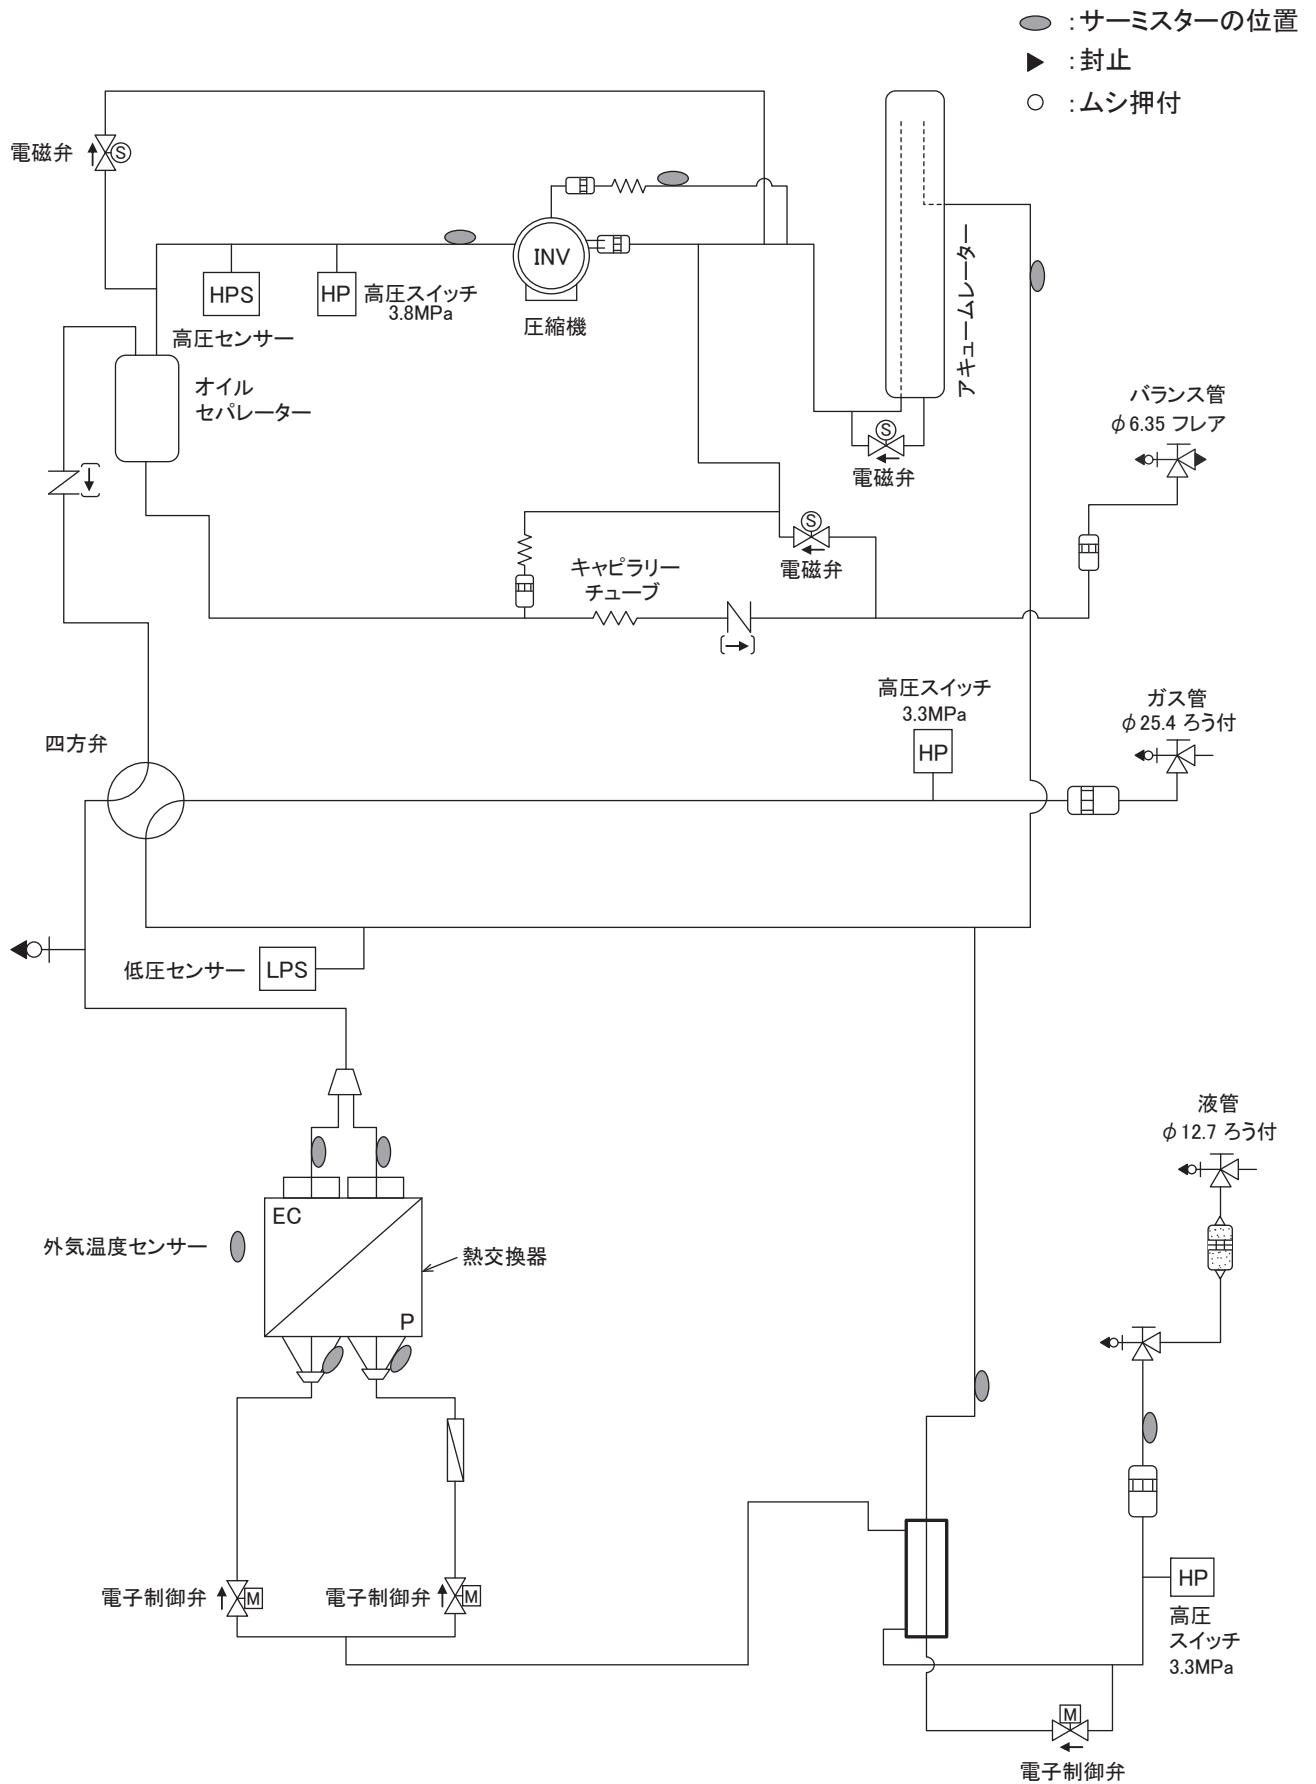 ：サーミスターの位置
：封止
：ムシ押付
電磁弁
S
INV
圧縮機
HPS
高圧センサー
HP
高圧スイッチ
3.8MPa
アキュームレーター
オイル
セパレーター
S
電磁弁
バランス管
φ6.35 フレア
S
電磁弁
キャピラリー
チューブ
高圧スイッチ
3.3MPa
HP
ガス管
φ25.4 ろう付
四方弁
低圧センサー
LPS
液管
φ12.7 ろう付
EC
P
外気温度センサー
熱交換器
電子制御弁
M
電子制御弁
M
HP
高圧
スイッチ
3.3MPa
M
電子制御弁